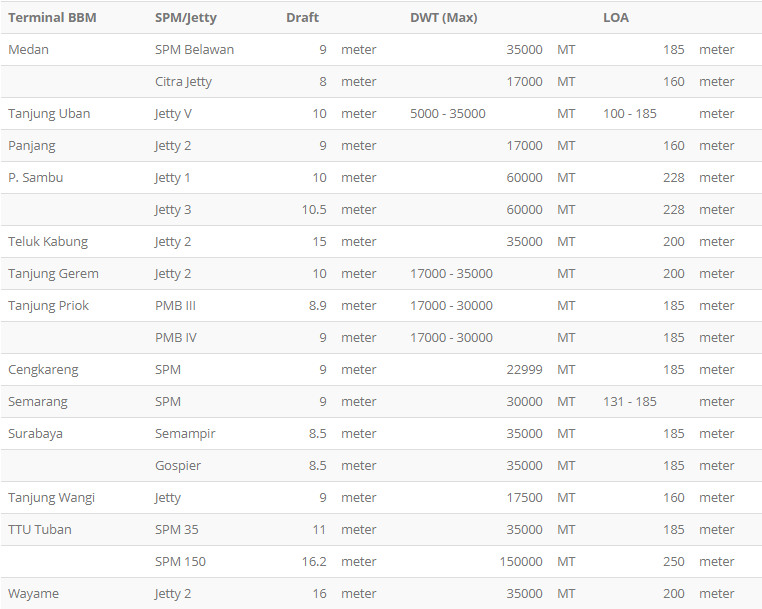 Terminal BBM SPM/Jetty Draft DWT (Max) LOA
Medan SPM Belawan 9 meter 35000 MT 185 meter
Citra Jetty 8 meter 17000 MT 160 meter
Tanjung Uban Jetty V 10 meter 5000 - 35000 MT 100 - 185 meter
Panjang Jetty 2 9 meter 17000 MT 160 meter
P. Sambu Jetty 1 10 meter 60000 MT 228 meter
Jetty 3 10.5 meter 60000 MT 228 meter
Teluk Kabung Jetty 2 15 meter 35000 MT 200 meter
Tanjung Gerem Jetty 2 10 meter 17000 - 35000 MT 200 meter
Tanjung Priok PMB III 8.9 meter 17000 - 30000 MT 185 meter
PMB IV 9 meter 17000 - 30000 MT 185 meter
Cengkareng SPM 9 meter 22999 MT 185 meter
Semarang SPM 9 meter 30000 MT 131 - 185 meter
Surabaya Semampir 8.5 meter 35000 MT 185 meter
Gospier 8.5 meter 35000 MT 185 meter
Tanjung Wangi Jetty 9 meter 17500 MT 160 meter
TTU Tuban SPM 35 11 meter 35000 MT 185 meter
SPM 150 16.2 meter 150000 MT 250 meter
Wayame Jetty 2 16 meter 35000 MT 200 meter